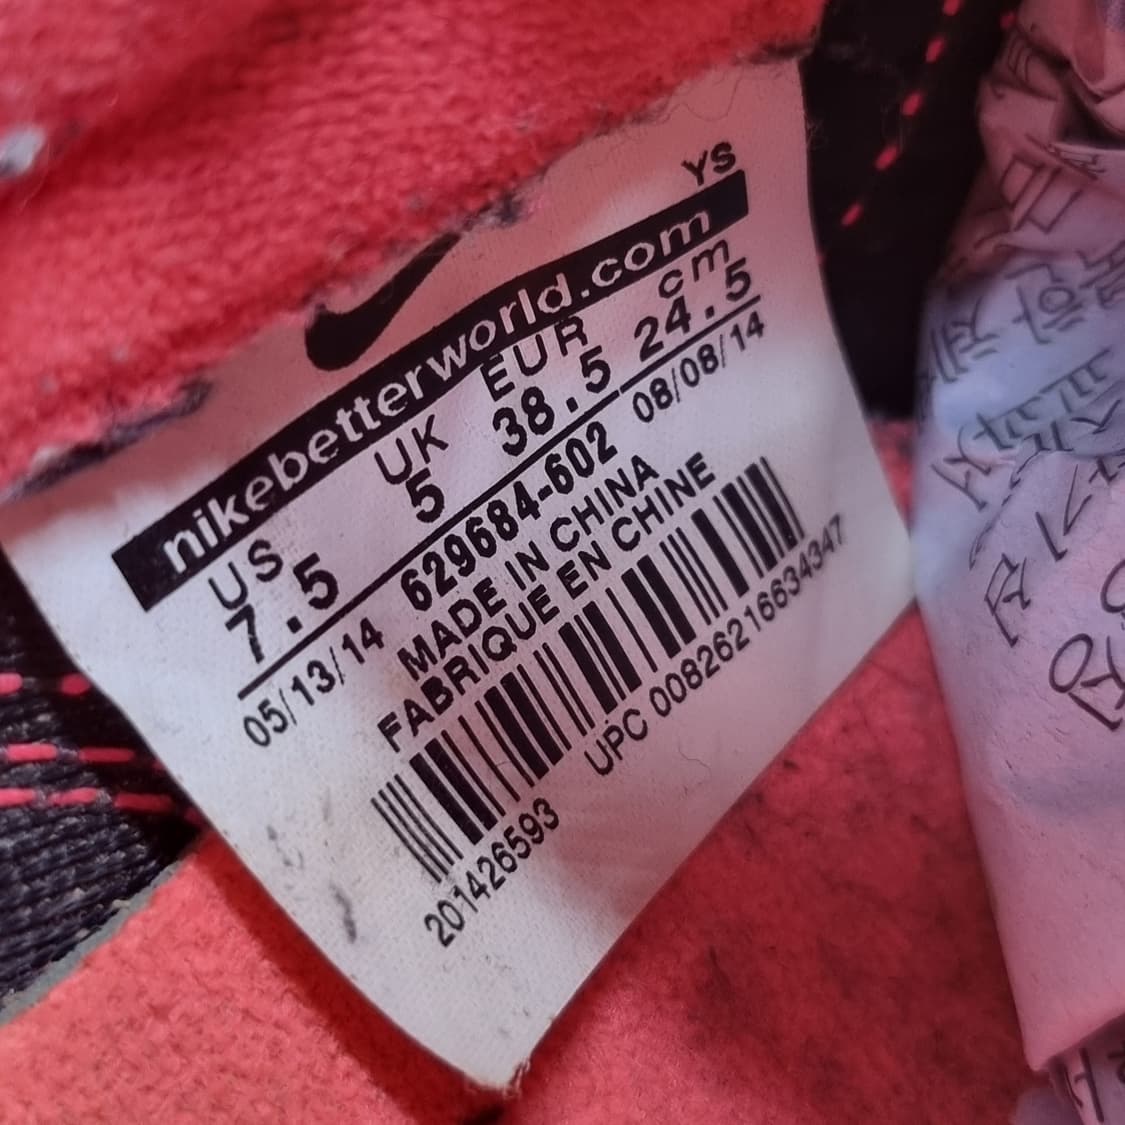 YS
nikebetterworld.com
US UK EUR cm
7.5 5 38.5 24.5
05/13/14 629684-602 08/08/14
MADE IN CHINA
FABRIQUE EN CHINE
UPC 00826216634347
201426593